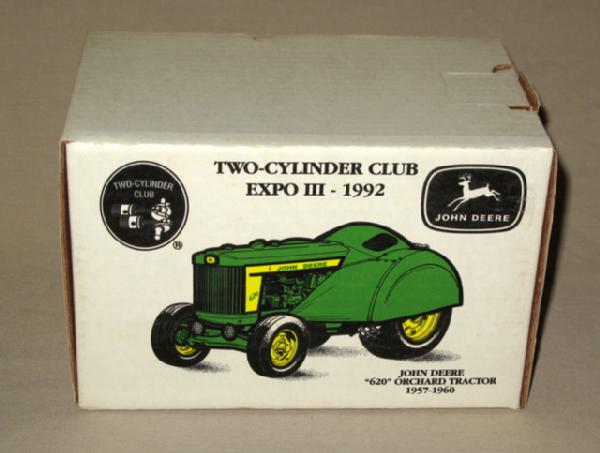 TWO-CYLINDER CLUB
EXPO III - 1992
TWO-CYLINDER
CLUB
®
JOHN DEERE
JOHN DEERE
620
JOHN DEERE
"620" ORCHARD TRACTOR
1957-1960